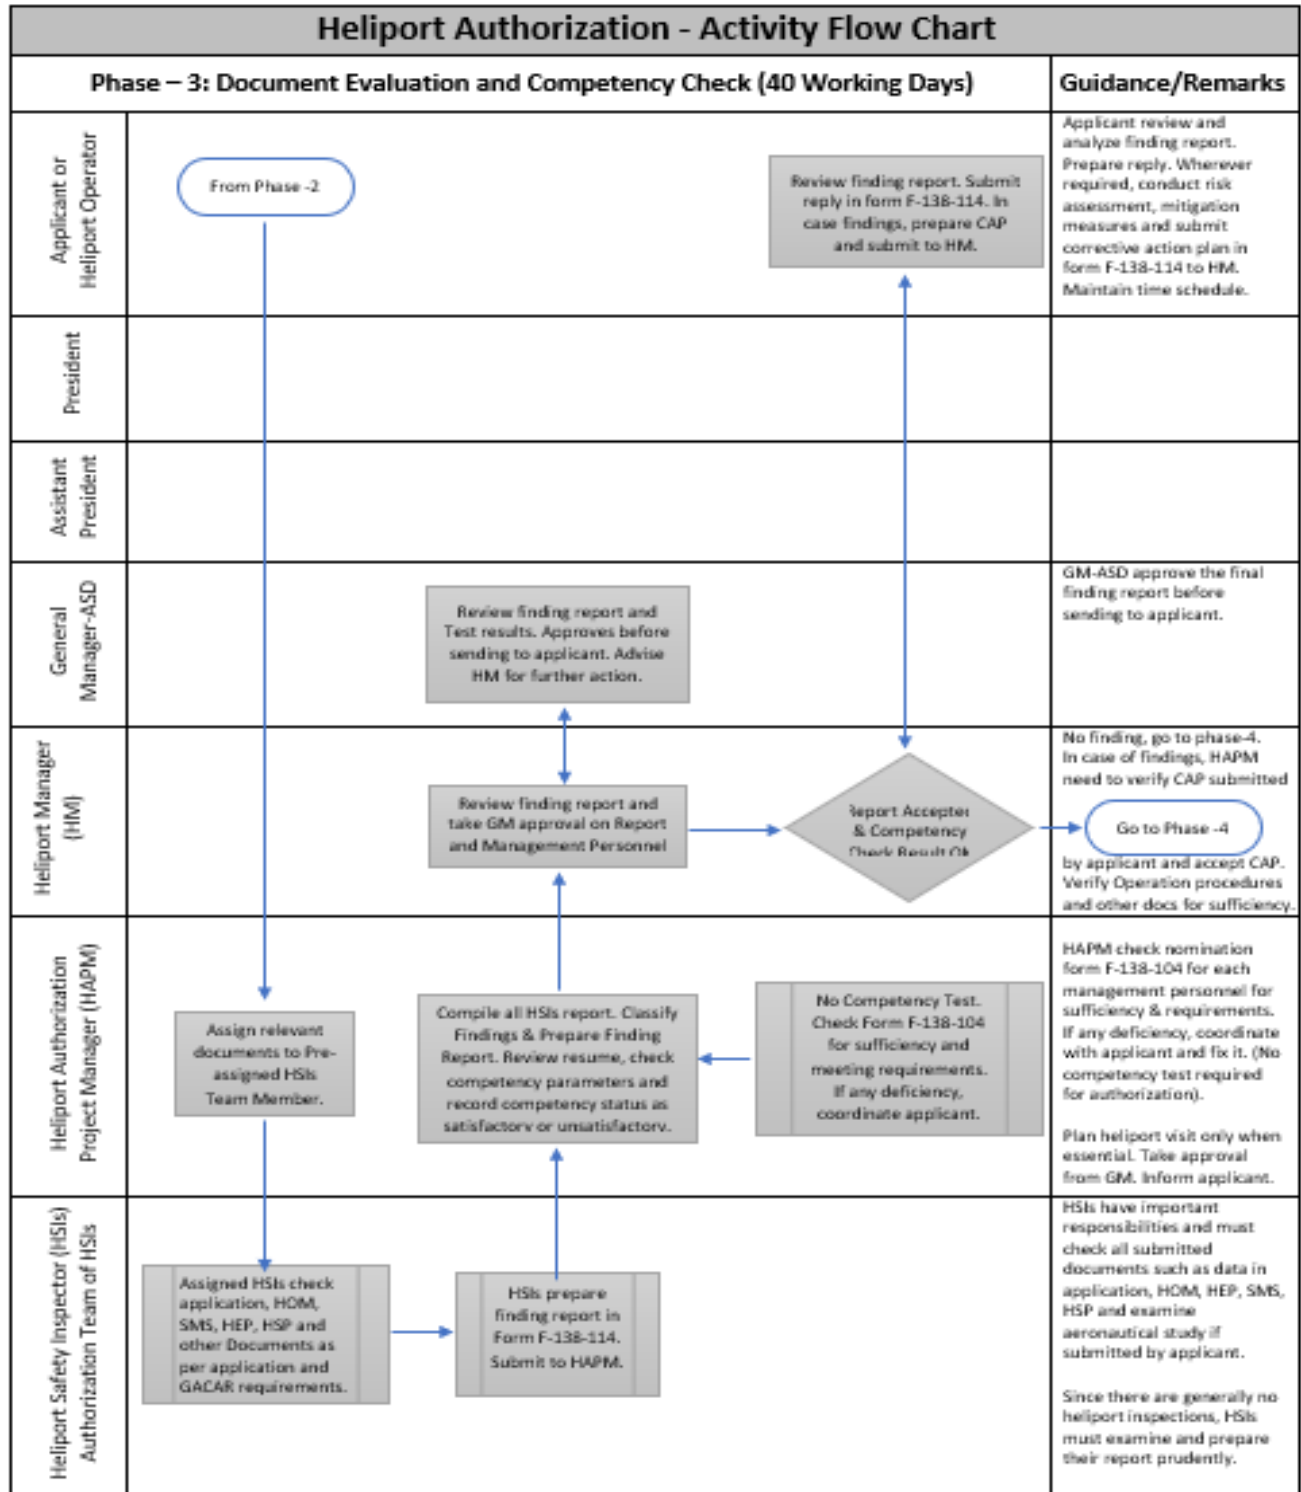 Heliport Authorization - Activity Flow Chart
Phase – 3: Document Evaluation and Competency Check (40 Working Days)
Guidance/Remarks
Applicant or
Heliport Operator
From Phase -2
Review finding report. Submit
reply in form F-138-114. In
case findings, prepare CAP
and submit to HM.
Applicant review and
analyze finding report.
Prepare reply. Wherever
required, conduct risk
assessment, mitigation
measures and submit
corrective action plan in
form F-138-114 to HM.
Maintain time schedule.
President
Assistant
President
General
Manager-ASD
Review finding report and
Test results. Approves before
sending to applicant. Advise
HM for further action.
GM-ASD approve the final
finding report before
sending to applicant.
Heliport Manager
(HM)
Review finding report and
take GM approval on Report
and Management Personnel
Report Accepted
& Competency
Check Result OK
No finding, go to phase-4.
In case of findings, HAPM
need to verify CAP submitted
Go to Phase -4
by applicant and accept CAP.
Verify Operation procedures
and other docs for sufficiency.
Heliport Authorization
Project Manager (HAPM)
Assign relevant
documents to Pre-
assigned HSIs
Team Member.
Compile all HSIs report. Classify
Findings & Prepare Finding
Report. Review resume, check
competency parameters and
record competency status as
satisfactory or unsatisfactory.
No Competency Test.
Check Form F-138-104
for sufficiency and
meeting requirements.
If any deficiency,
coordinate applicant.
HAPM check nomination
form F-138-104 for each
management personnel for
sufficiency & requirements.
If any deficiency, coordinate
with applicant and fix it. (No
competency test required
for authorization).
Plan heliport visit only when
essential. Take approval
from GM. Inform applicant.
Heliport Safety Inspector (HSIs)
Authorization Team of HSIs
Assigned HSIs check
application, HOM,
SMS, HEP, HSP and
other Documents as
per application and
GACAR requirements.
HSIs prepare
finding report in
Form F-138-114.
Submit to HAPM.
HSIs have important
responsibilities and must
check all submitted
documents such as data in
application, HOM, HEP, SMS,
HSP and examine
aeronautical study if
submitted by applicant.
Since there are generally no
heliport inspections, HSIs
must examine and prepare
their report prudently.